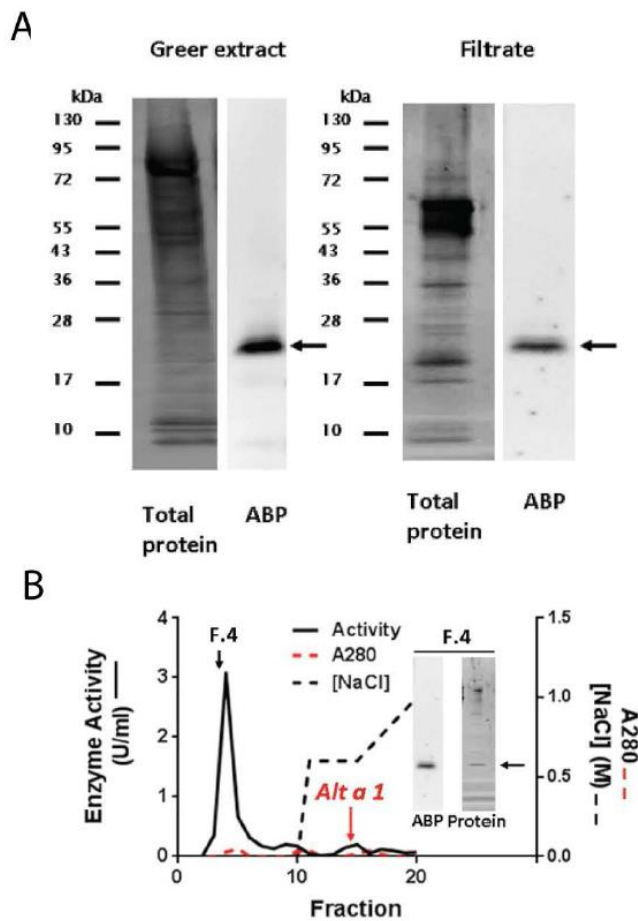 A
Greer extract
Filtrate
kDa
130
95
72
55
43
36
28
17
10
kDa
130
95
72
55
43
36
28
17
10
Total protein
ABP
Total protein
ABP
B
Enzyme Activity
(U/ml)
4
3
2
1
0
F.4
Activity
A280
[NaCl]
Alt a 1
F.4
ABP Protein
1.5
1.0
0.5
0.0
A280
[NaCl] (M)
0
10
20
Fraction